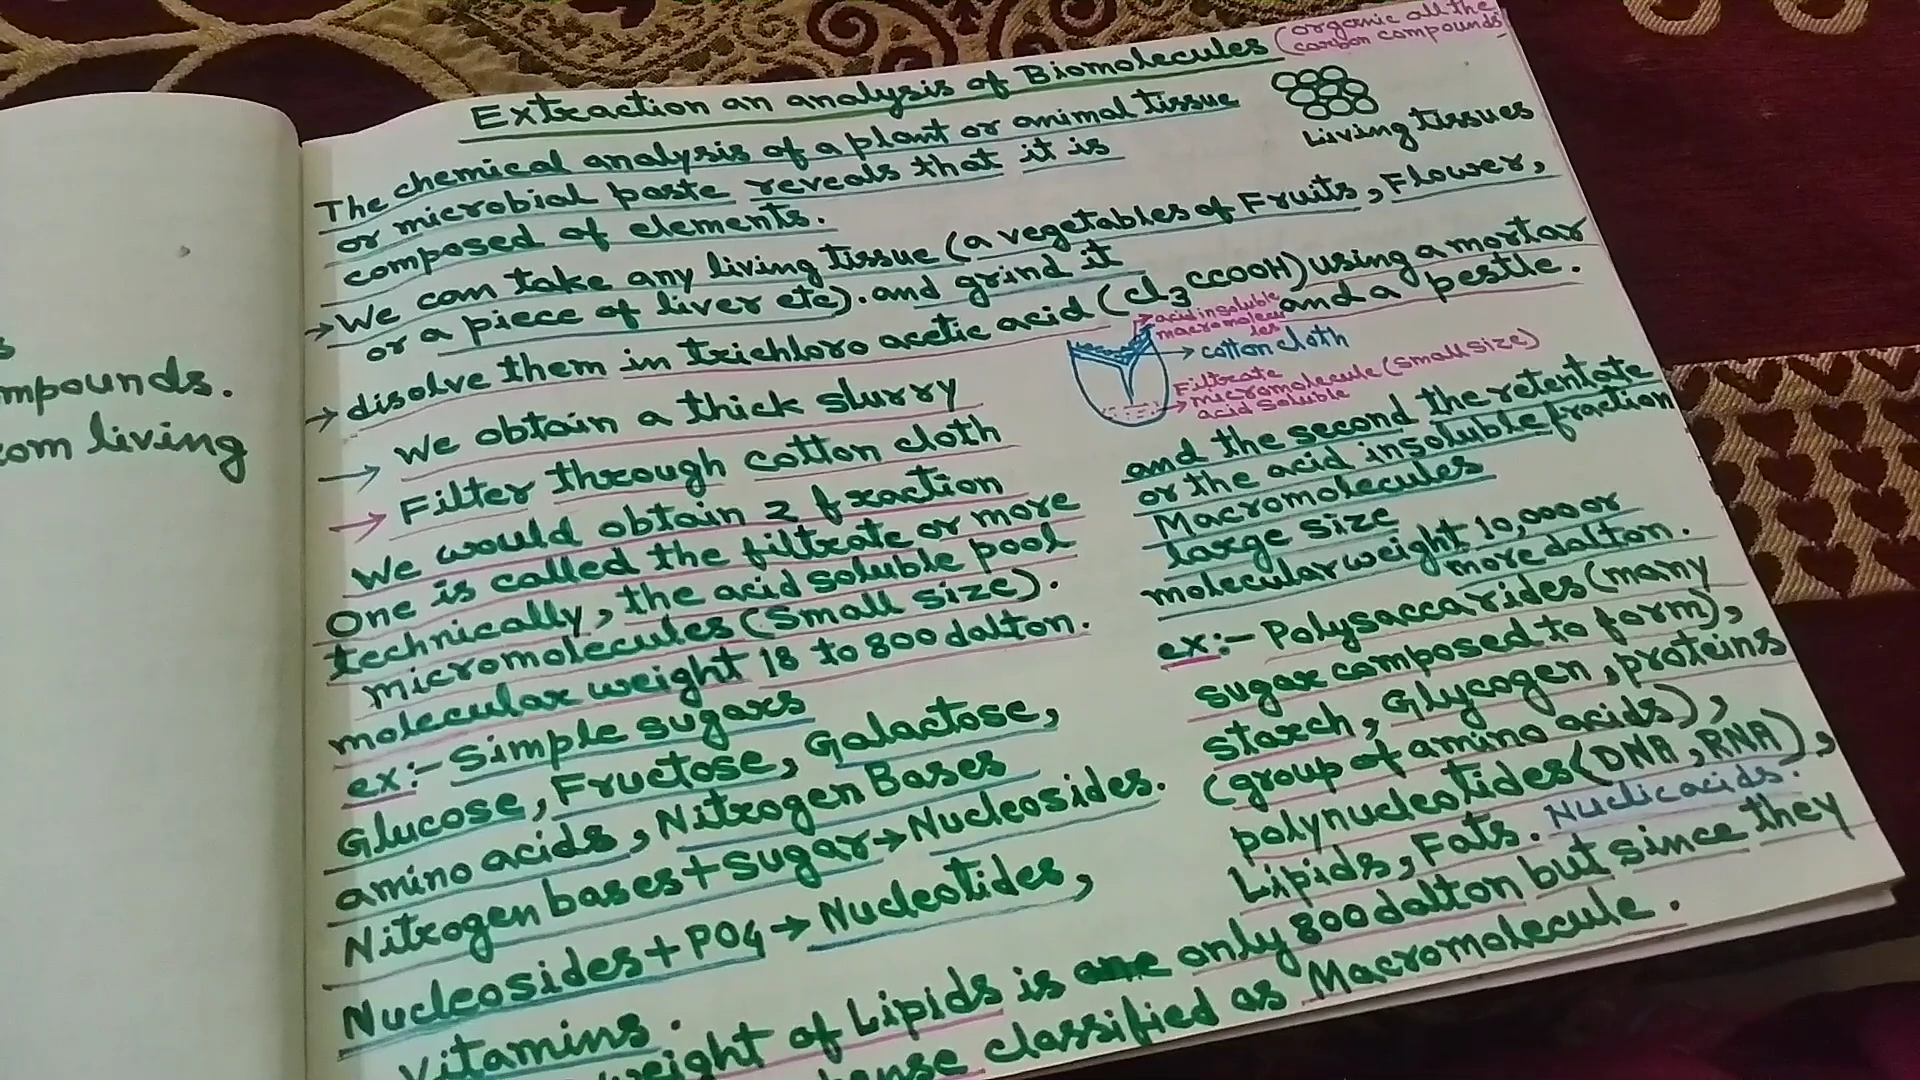 s
mpounds.
om living
Extraction an analysis of Biomolecules (organic all the
carbon compounds)
Living tissues
The chemical analysis of a plant or animal tissue
or microbial paste reveals that it is
composed of elements.
→ We can take any living tissue (a vegetables of Fruits, Flower,
or a piece of liver etc). and grind it
→ disolve them in trichloro acetic acid (Cl3CCOOH) using a mortar
and a pestle.
acid insoluble
macromolecu
les
→ cotton cloth
Filtrate
micromolecule (small size)
acid soluble
→ We obtain a thick slurry
→ Filter through cotton cloth
We would obtain 2 fraction
One is called the filtrate or more
technically, the acid soluble pool
micromolecules (small size).
molecular weight 18 to 800 dalton.
ex:- Simple sugars
Glucose, Fructose, Galactose,
amino acids, Nitrogen Bases
Nitrogen bases + Sugar → Nucleosides.
Nucleosides + PO4 → Nucleotides,
Vitamins.
and the second the retentate
or the acid insoluble fraction
Macromolecules
large size
molecular weight 10,000 or
more dalton.
ex:- Polysaccarides (many
sugar composed to form),
starch, Glycogen, proteins
(group of amino acids),
polynucleotides (DNA, RNA),
Lipids, Fats. Nuclic acids.
eight of Lipids is only 800 dalton but since they
classified as Macromolecule.